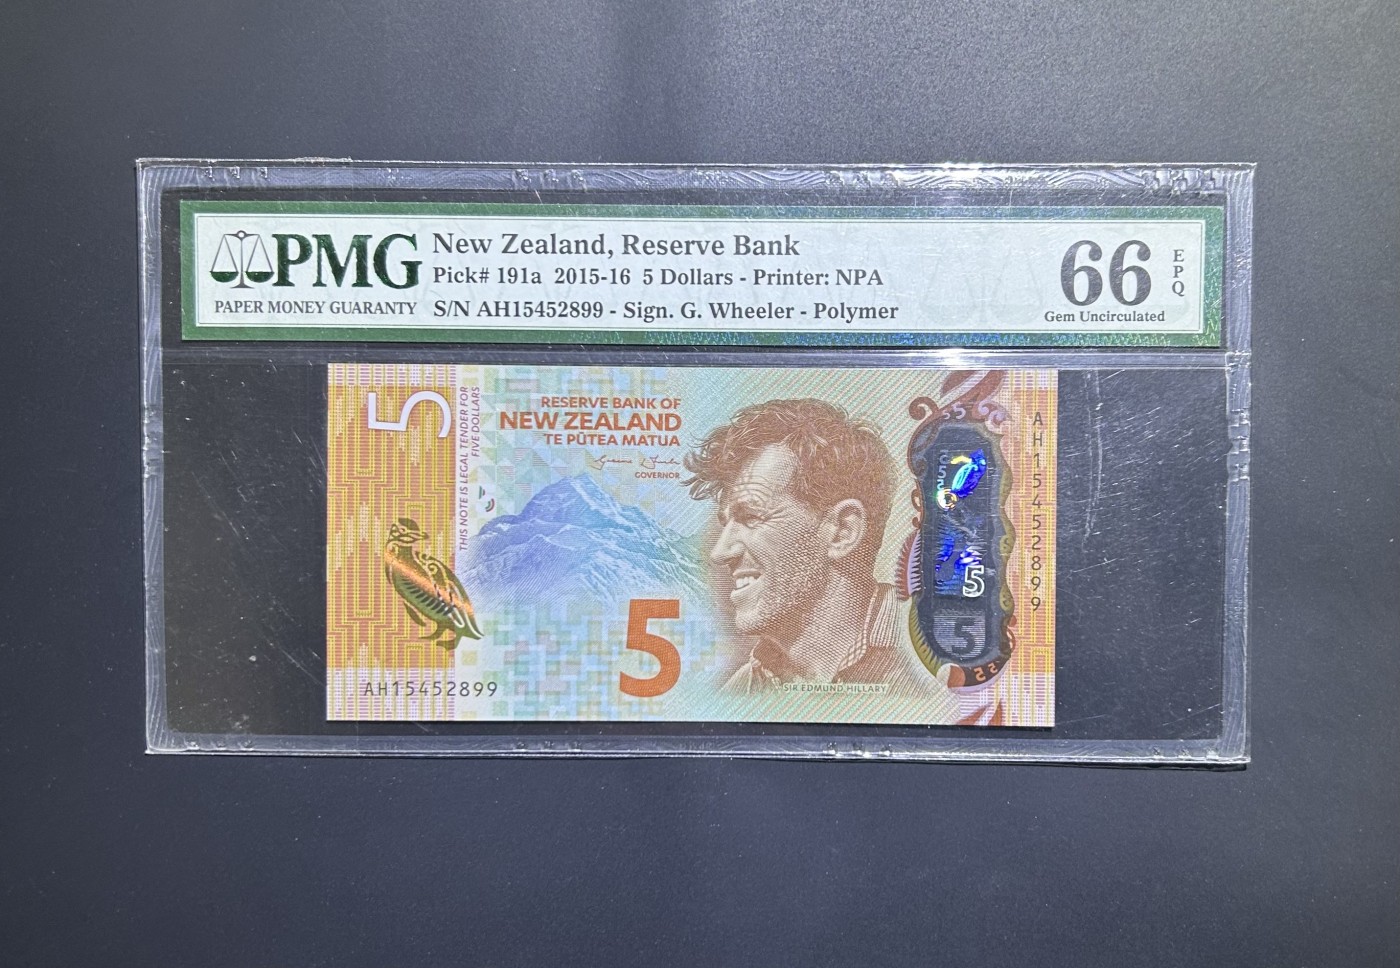 PMG
PAPER MONEY GUARANTY
New Zealand, Reserve Bank
Pick# 191a 2015-16 5 Dollars - Printer: NPA
S/N AH15452899 - Sign. G. Wheeler - Polymer
66
EPQ
Gem Uncirculated
5
THIS NOTE IS LEGAL TENDER FOR
FIVE DOLLARS
RESERVE BANK OF
NEW ZEALAND
TE PŪTEA MATUA
GOVERNOR
5
SIR EDMUND HILLARY
AH15452899
AH15452899
5
5